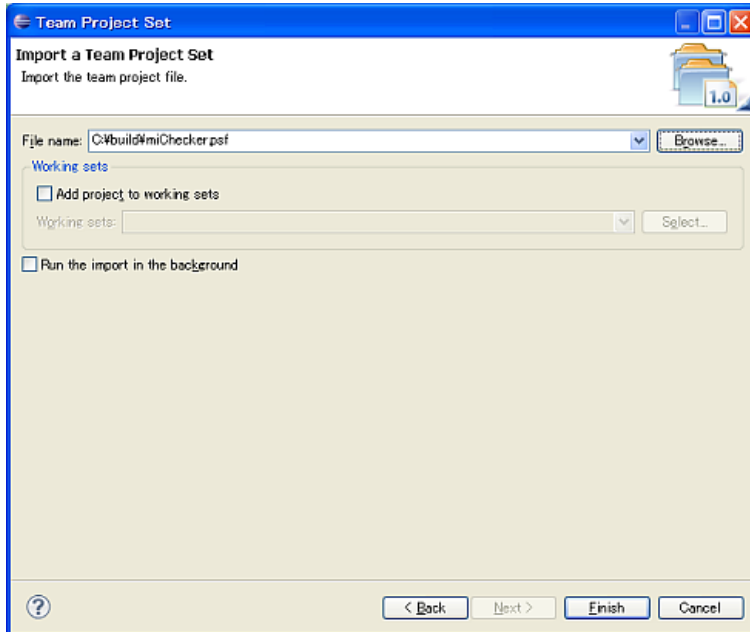 Team Project Set
Import a Team Project Set
Import the team project file.
1.0
File name: C:¥build¥miChecker.psf Browse...
Working sets
Add project to working sets
Working sets: Select...
Run the import in the background
? < Back Next > Finish Cancel